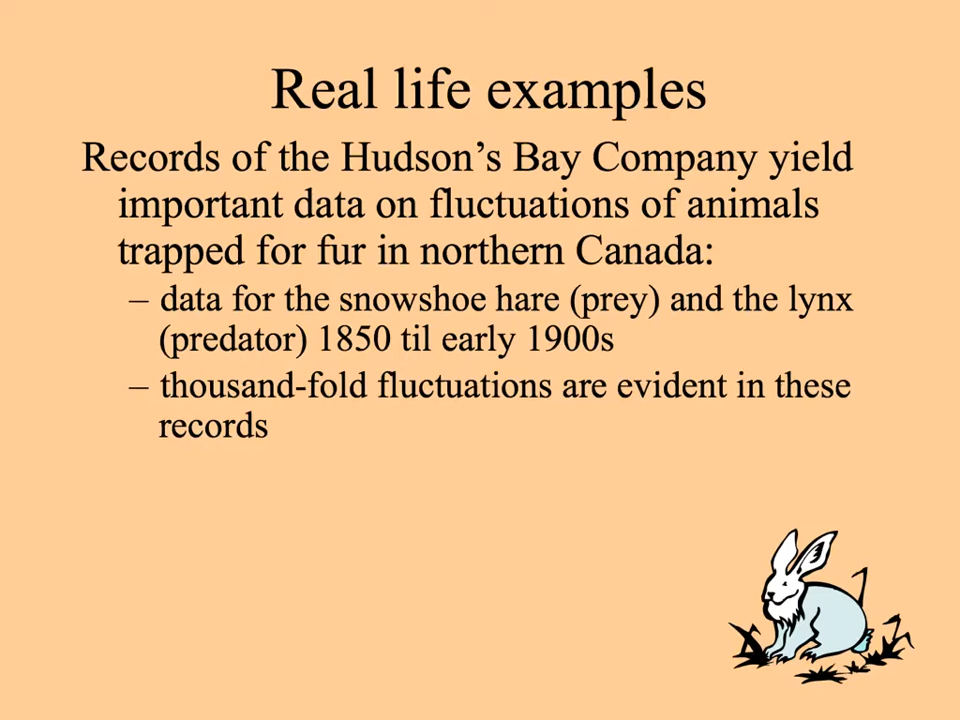 Real life examples
Records of the Hudson’s Bay Company yield
important data on fluctuations of animals
trapped for fur in northern Canada:
– data for the snowshoe hare (prey) and the lynx
(predator) 1850 til early 1900s
– thousand-fold fluctuations are evident in these
records